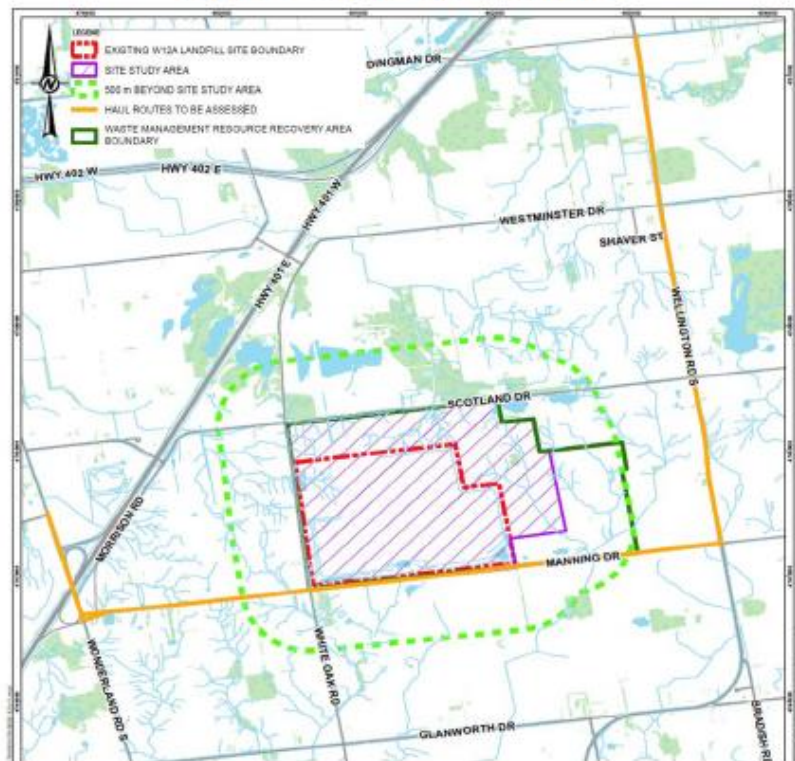 LEGEND
EXISTING W12A LANDFILL SITE BOUNDARY
SITE STUDY AREA
500 m BEYOND SITE STUDY AREA
HAUL ROUTES TO BE ASSESSED
WASTE MANAGEMENT RESOURCE RECOVERY AREA
BOUNDARY
DINGMAN DR
HWY 402 W
HWY 402 E
HWY 401 W
WESTMINSTER DR
SHAVER ST
HWY 401 E
WELLINGTON RD S
SCOTLAND DR
MORRISON RD
MANNING DR
WONDERLAND RD S
WHITE OAK RD
GLANWORTH DR
BRADISH RD